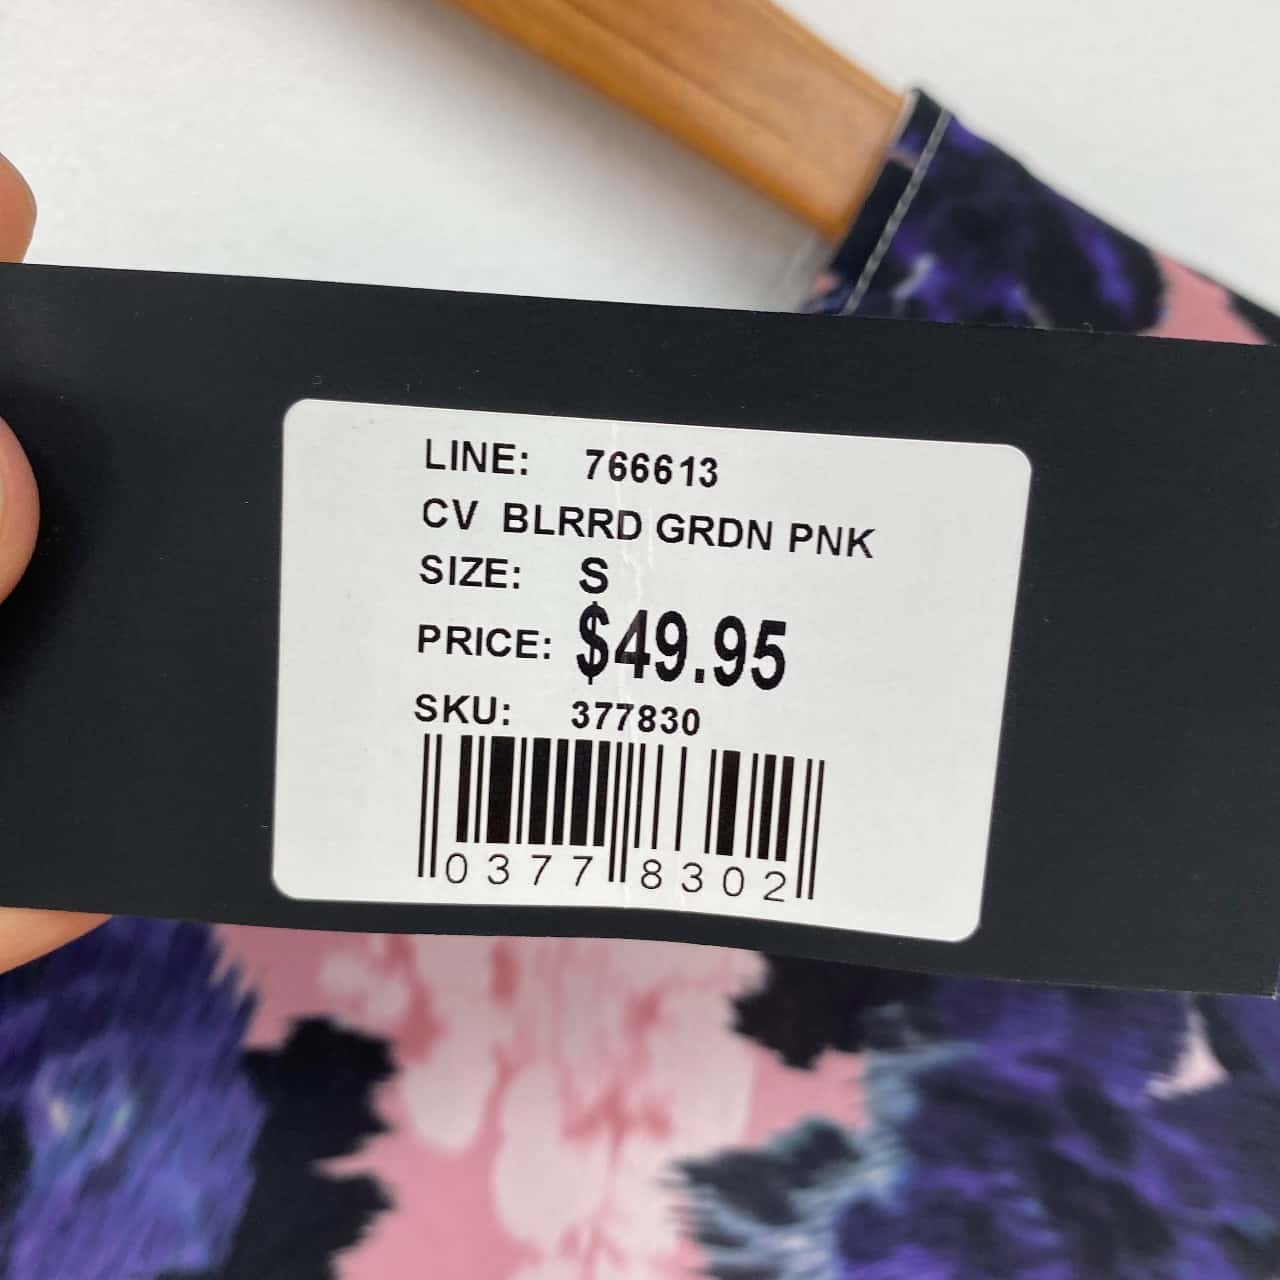 LINE: 766613
CV BLRRD GRDN PNK
SIZE: S
PRICE: $49.95
SKU: 377830
0377 8302